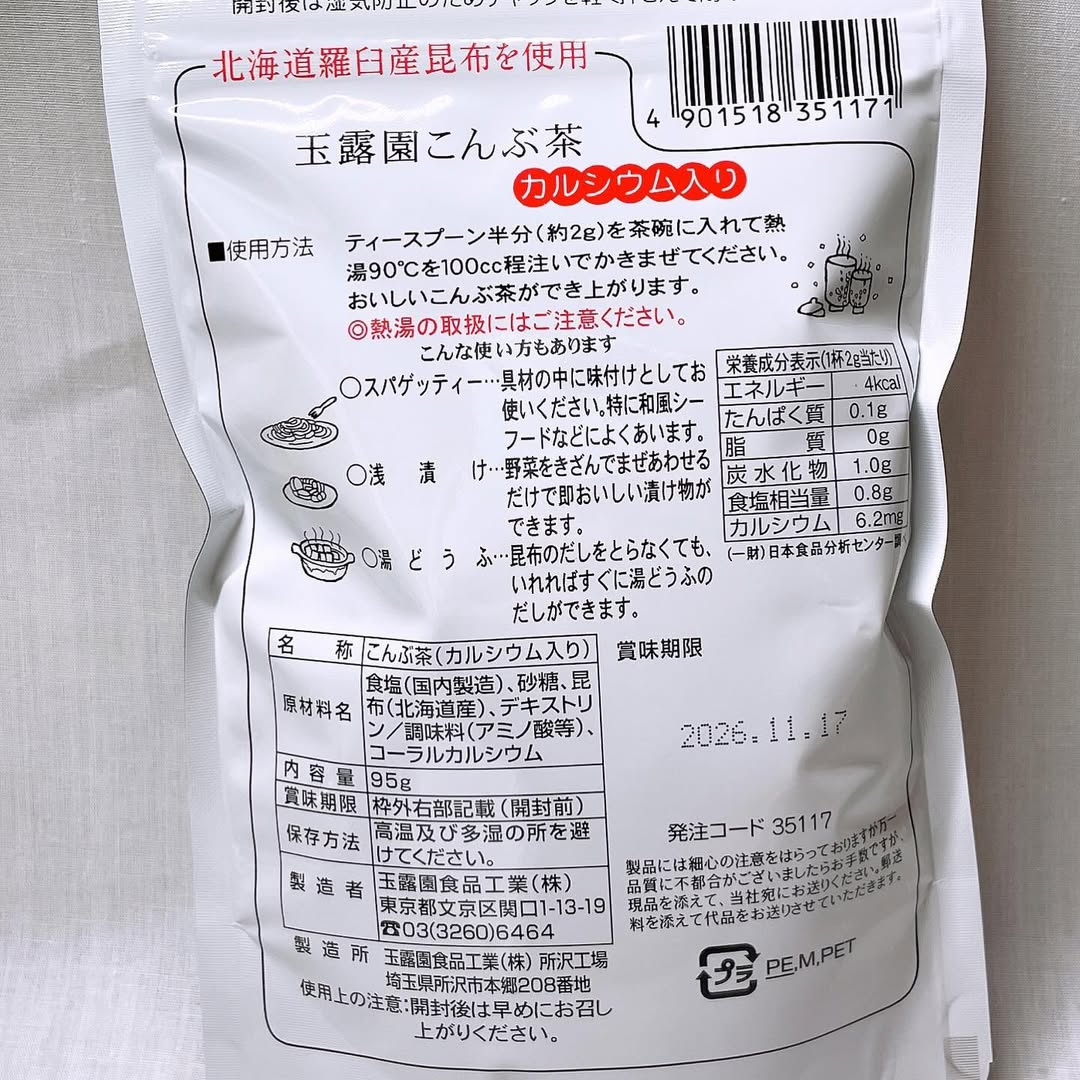 開封後は湿気防止のためチャックを
北海道羅臼産昆布を使用
4 901518 351171
玉露園こんぶ茶
カルシウム入り
■使用方法
ティースプーン半分(約2g)を茶碗に入れて熱
湯90℃を100cc程注いでかきまぜてください。
おいしいこんぶ茶ができ上がります。
◎熱湯の取扱にはご注意ください。
こんな使い方もあります
○スパゲッティー…具材の中に味付けとしてお
使いください。特に和風シー
フードなどによくあいます。
○浅漬け…野菜をきざんでまぜあわせる
だけで即おいしい漬け物が
できます。
○湯どうふ…昆布のだしをとらなくても、
いれればすぐに湯どうふの
だしができます。
栄養成分表示(1杯2g当たり)
エネルギー 4kcal
たんぱく質 0.1g
脂質 0g
炭水化物 1.0g
食塩相当量 0.8g
カルシウム 6.2mg
(一財)日本食品分析センター
名称 こんぶ茶(カルシウム入り)
原材料名 食塩(国内製造)、砂糖、昆
布(北海道産)、デキストリ
ン/調味料(アミノ酸等)、
コーラルカルシウム
内容量 95g
賞味期限 枠外右部記載(開封前)
保存方法 高温及び多湿の所を避
けてください。
製造者 玉露園食品工業(株)
東京都文京区関口1-13-19
☎03(3260)6464
製造所 玉露園食品工業(株) 所沢工場
埼玉県所沢市本郷208番地
使用上の注意:開封後は早めにお召し
上がりください。
賞味期限
2026.11.17
発注コード 35117
製品には細心の注意をはらっておりますが万一
品質に不都合がございましたらお手数ですが、
現品を添えて、当社宛にお送りください。郵送
料を添えて代品をお送りさせていただきます。
プラ PE,M,PET